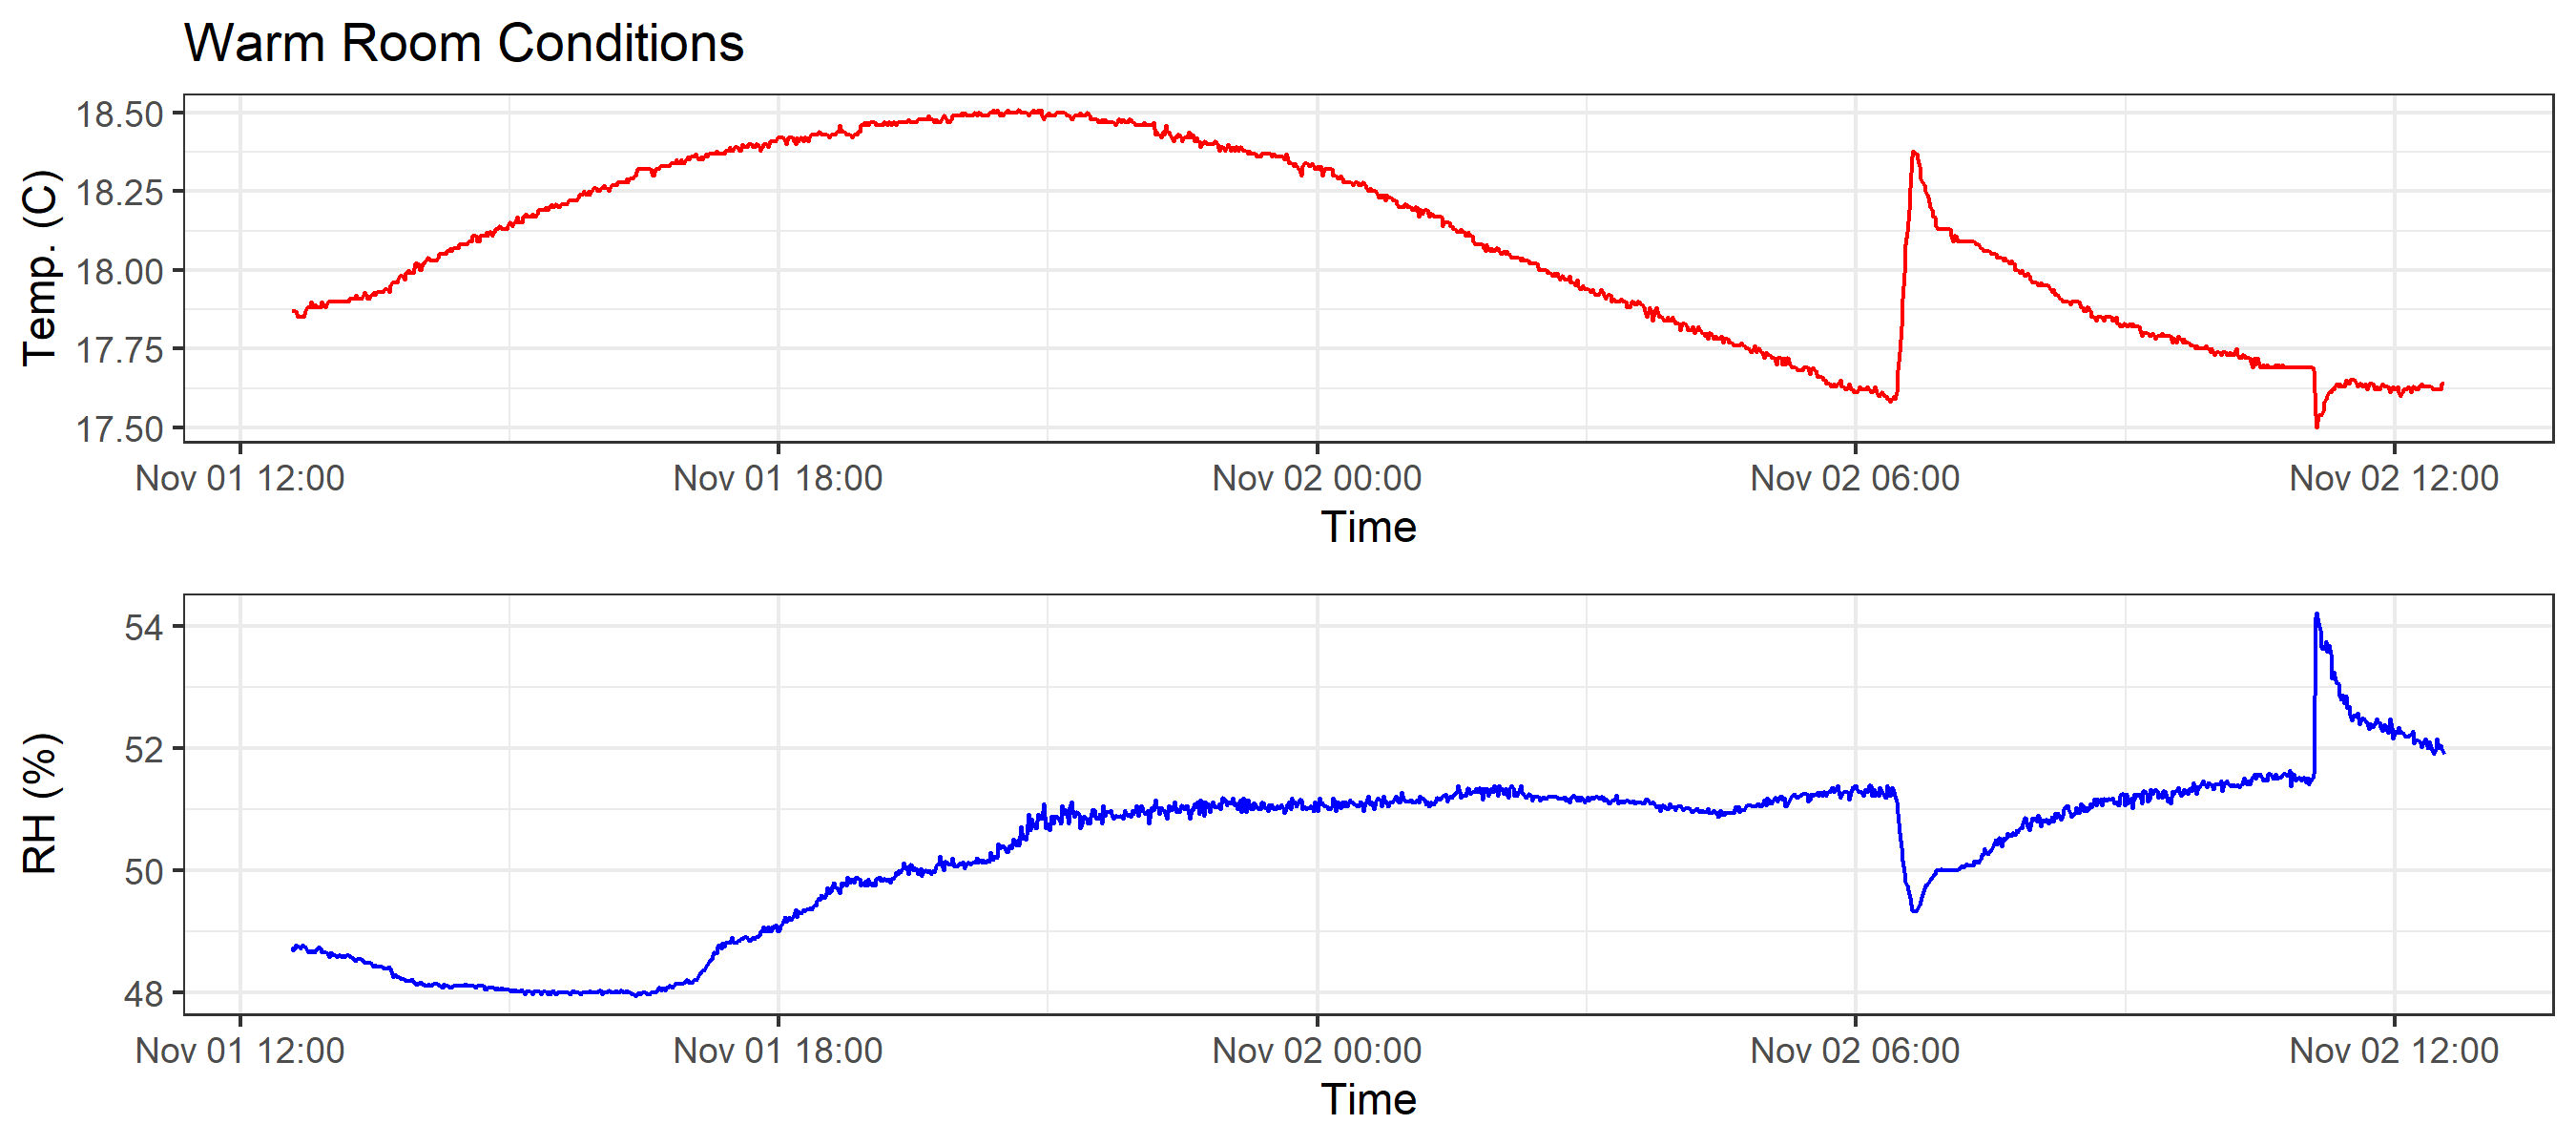 Warm Room Conditions
18.50
18.25
18.00
17.75
17.50
Temp. (C)
Nov 01 12:00 Nov 01 18:00 Nov 02 00:00 Nov 02 06:00 Nov 02 12:00
Time
54
52
50
48
RH (%)
Nov 01 12:00 Nov 01 18:00 Nov 02 00:00 Nov 02 06:00 Nov 02 12:00
Time